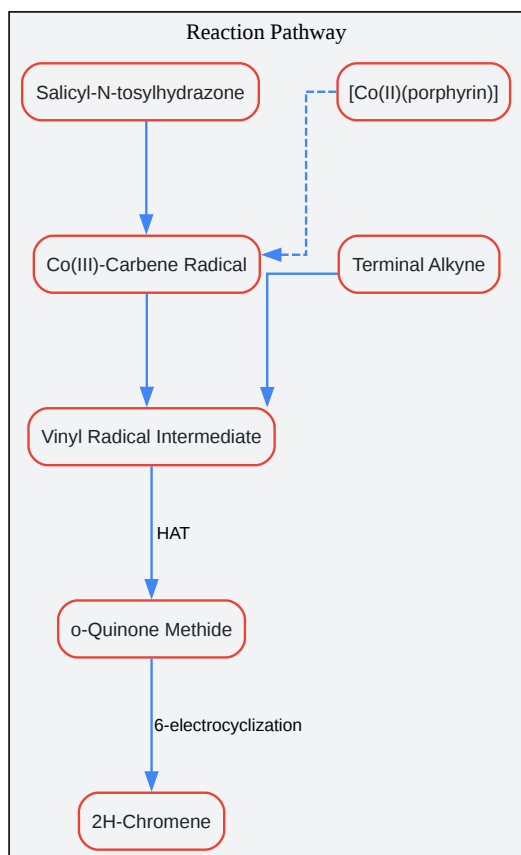 Reaction Pathway
Salicyl-N-tosylhydrazone
[Co(II)(porphyrin)]
Co(III)-Carbene Radical
Terminal Alkyne
Vinyl Radical Intermediate
HAT
o-Quinone Methide
6-electrocyclization
2H-Chromene